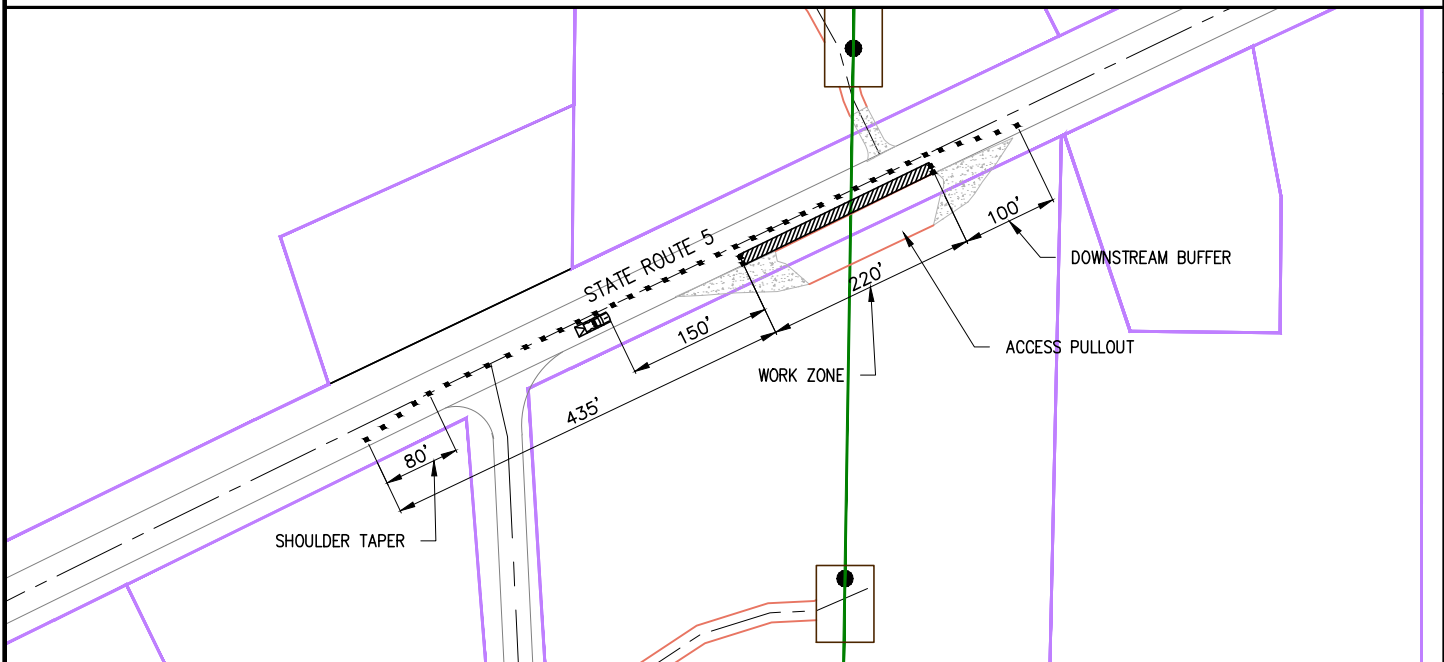 STATE ROUTE 5
100'
DOWNSTREAM BUFFER
220'
150'
ACCESS PULLOUT
WORK ZONE
435'
80'
SHOULDER TAPER